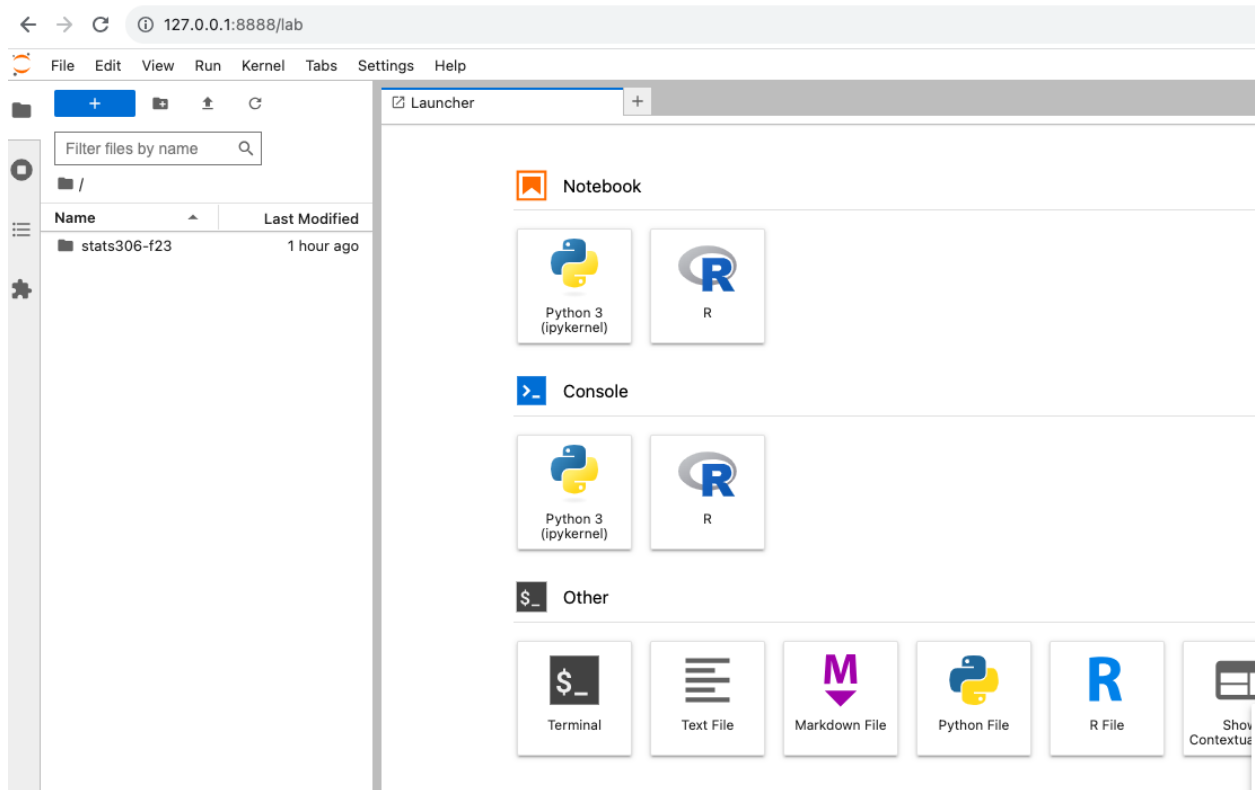 127.0.0.1:8888/lab
File Edit View Run Kernel Tabs Settings Help
+
Launcher
+
Filter files by name
/
Name Last Modified
stats306-f23 1 hour ago
Notebook
Python 3
(ipykernel)
R
R
>_ Console
Python 3
(ipykernel)
R
R
$_ Other
$_
Terminal
Text File
M
Markdown File
Python File
R
R File
Contextua